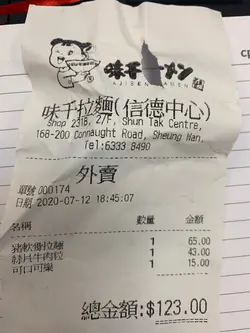 味千ラーメン
AJISEN RAMEN
味千拉麵(信德中心)
Shop 231B, 2/F, Shun Tak Centre,
168-200 Connaught Road, Sheung Wan,
Tel:6333 8490
外賣
單號 000174
日期 2020-07-12 18:45:07
名稱 數量 金額
豬軟骨拉麵 1 65.00
牛肉粒 1 43.00
可口可樂 1 15.00
總金額:$123.00